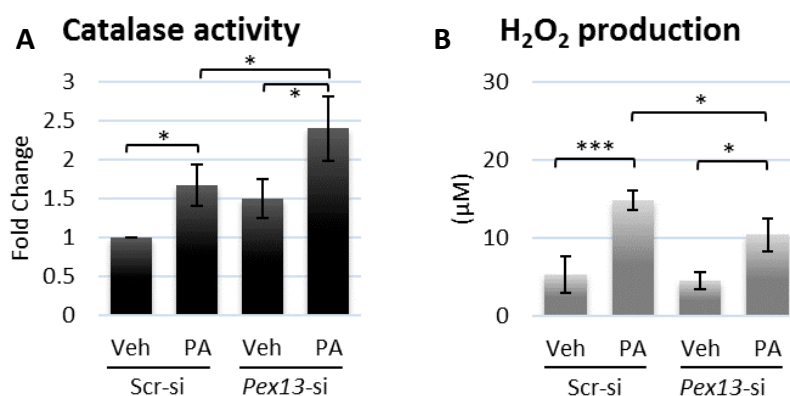 A Catalase activity
Fold Change
3
2.5
2
1.5
1
0.5
0
*
*
*
Veh PA Veh PA
Scr-si Pex13-si
B H₂O₂ production
(μM)
30
20
10
0
***
*
*
Veh PA Veh PA
Scr-si Pex13-si